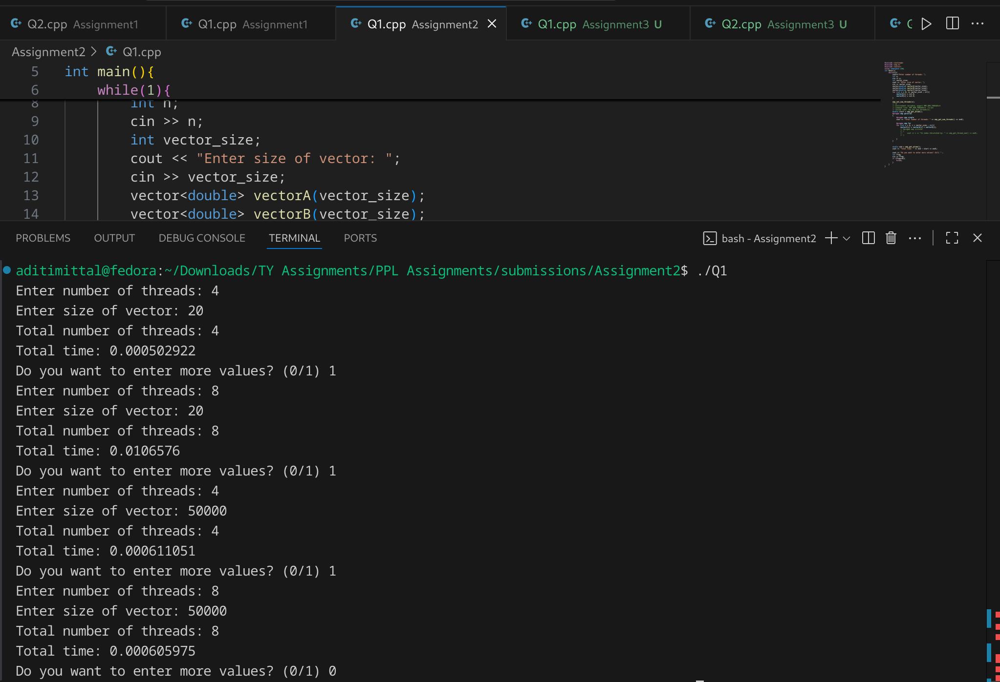 Q2.cpp Assignment1 Q1.cpp Assignment1 Q1.cpp Assignment2 Q1.cpp Assignment3 U Q2.cpp Assignment3 U
Assignment2 > Q1.cpp
5 int main(){
6 while(1){
8 int n;
9 cin >> n;
10 int vector_size;
11 cout << "Enter size of vector: ";
12 cin >> vector_size;
13 vector<double> vectorA(vector_size);
14 vector<double> vectorB(vector_size);
PROBLEMS OUTPUT DEBUG CONSOLE TERMINAL PORTS bash - Assignment2
aditimittal@fedora:~/Downloads/TY Assignments/PPL Assignments/submissions/Assignment2$ ./Q1
Enter number of threads: 4
Enter size of vector: 20
Total number of threads: 4
Total time: 0.000502922
Do you want to enter more values? (0/1) 1
Enter number of threads: 8
Enter size of vector: 20
Total number of threads: 8
Total time: 0.0106576
Do you want to enter more values? (0/1) 1
Enter number of threads: 4
Enter size of vector: 50000
Total number of threads: 4
Total time: 0.000611051
Do you want to enter more values? (0/1) 1
Enter number of threads: 8
Enter size of vector: 50000
Total number of threads: 8
Total time: 0.000605975
Do you want to enter more values? (0/1) 0